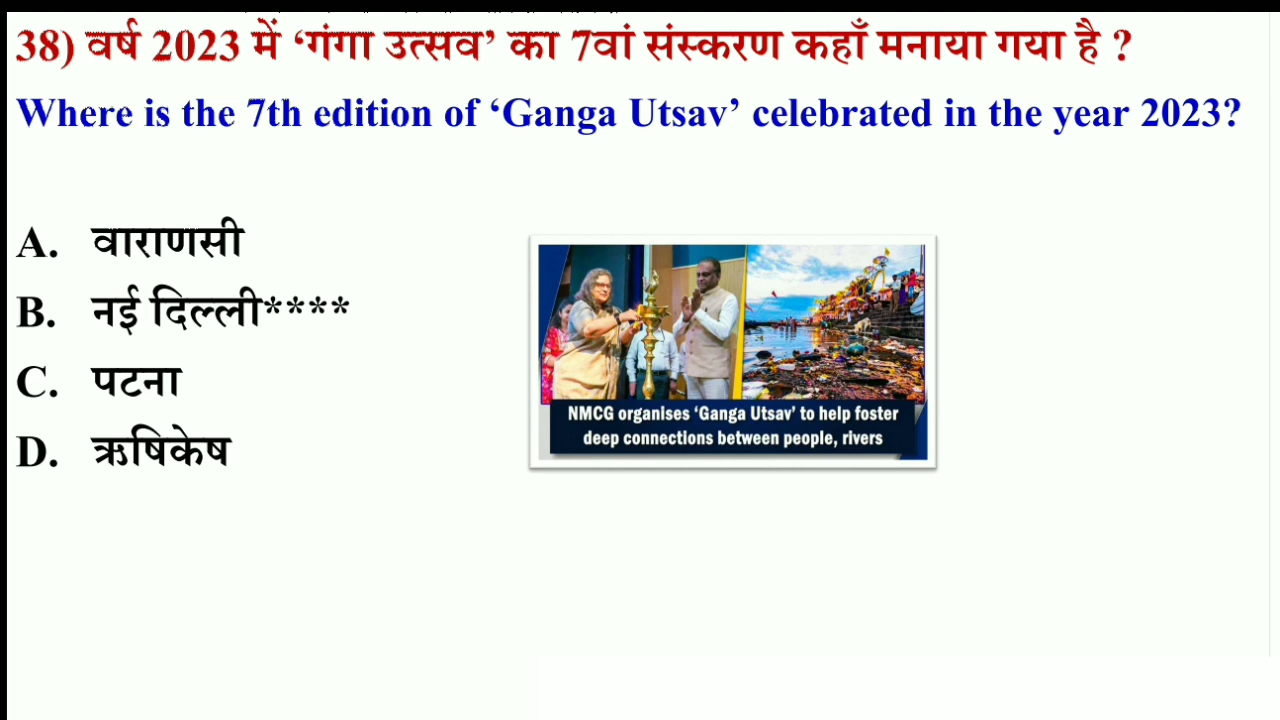 38) वर्ष 2023 में ‘गंगा उत्सव’ का 7वां संस्करण कहाँ मनाया गया है ?
Where is the 7th edition of ‘Ganga Utsav’ celebrated in the year 2023?
A. वाराणसी
B. नई दिल्ली****
C. पटना
D. ऋषिकेष
NMCG organises ‘Ganga Utsav’ to help foster
deep connections between people, rivers